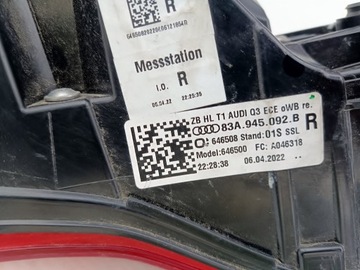 Messstation
I.O. R
05.04.22 22:25:35
ZB HL T1 AUDI Q3 ECE oWB re.
83A.945.092.B R
646508 Stand: 01S SSL
Model: 646500 FC: A046318
22:28:38 06.04.2022